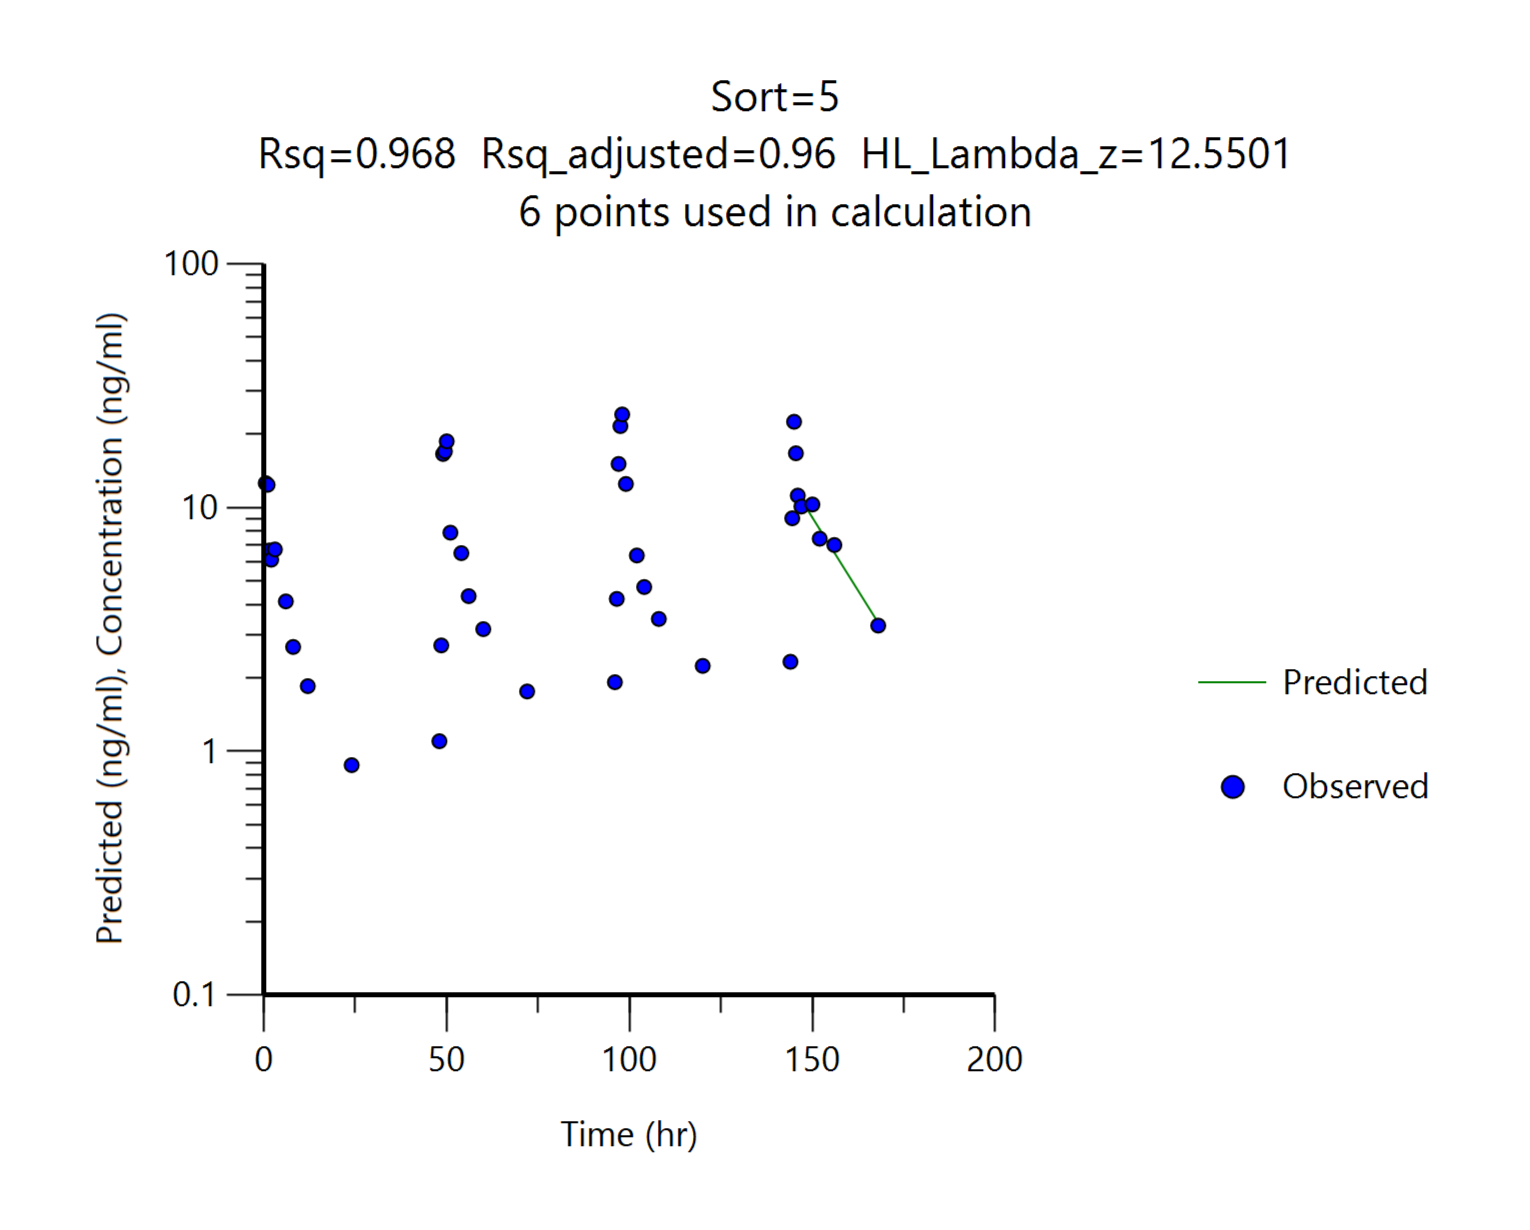 Sort=5
Rsq=0.968 Rsq_adjusted=0.96 HL_Lambda_z=12.5501
6 points used in calculation
100
10
1
0.1
Predicted (ng/ml), Concentration (ng/ml)
0 50 100 150 200
Time (hr)
Predicted
Observed